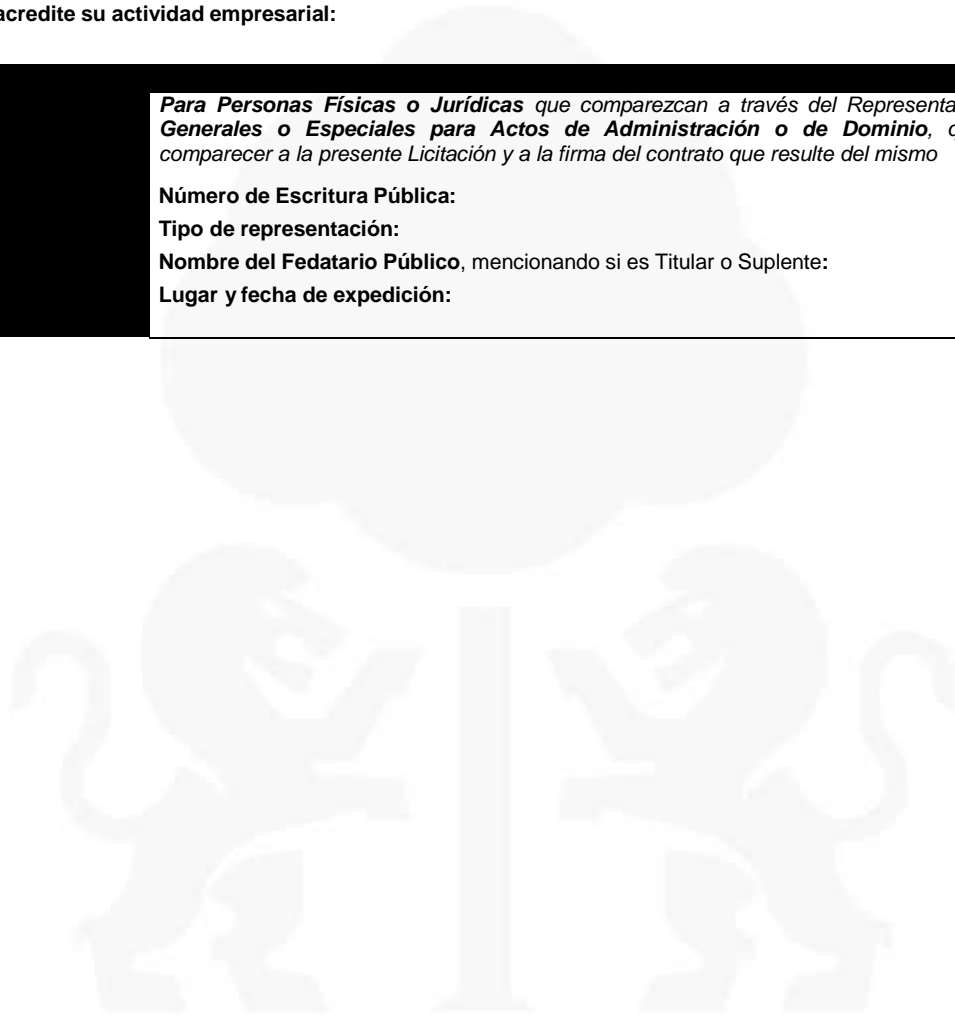 acredite su actividad empresarial:
Para Personas Físicas o Jurídicas que comparezcan a través del Representa
Generales o Especiales para Actos de Administración o de Dominio, q
comparecer a la presente Licitación y a la firma del contrato que resulte del mismo
Número de Escritura Pública:
Tipo de representación:
Nombre del Fedatario Público, mencionando si es Titular o Suplente:
Lugar y fecha de expedición: